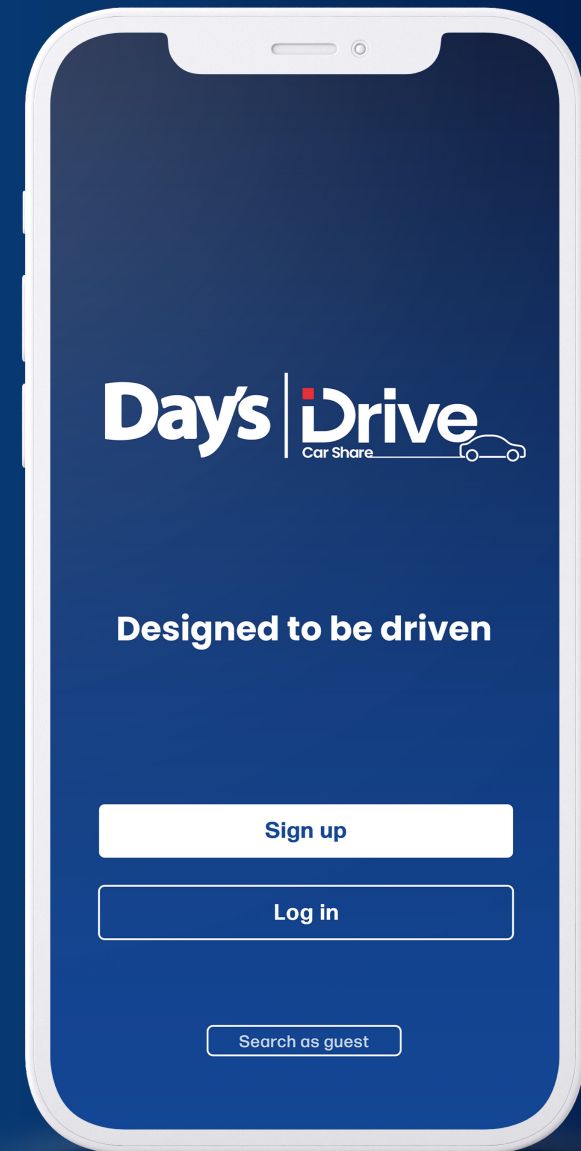 Day's Drive
Car Share
Designed to be driven
Sign up
Log in
Search as guest